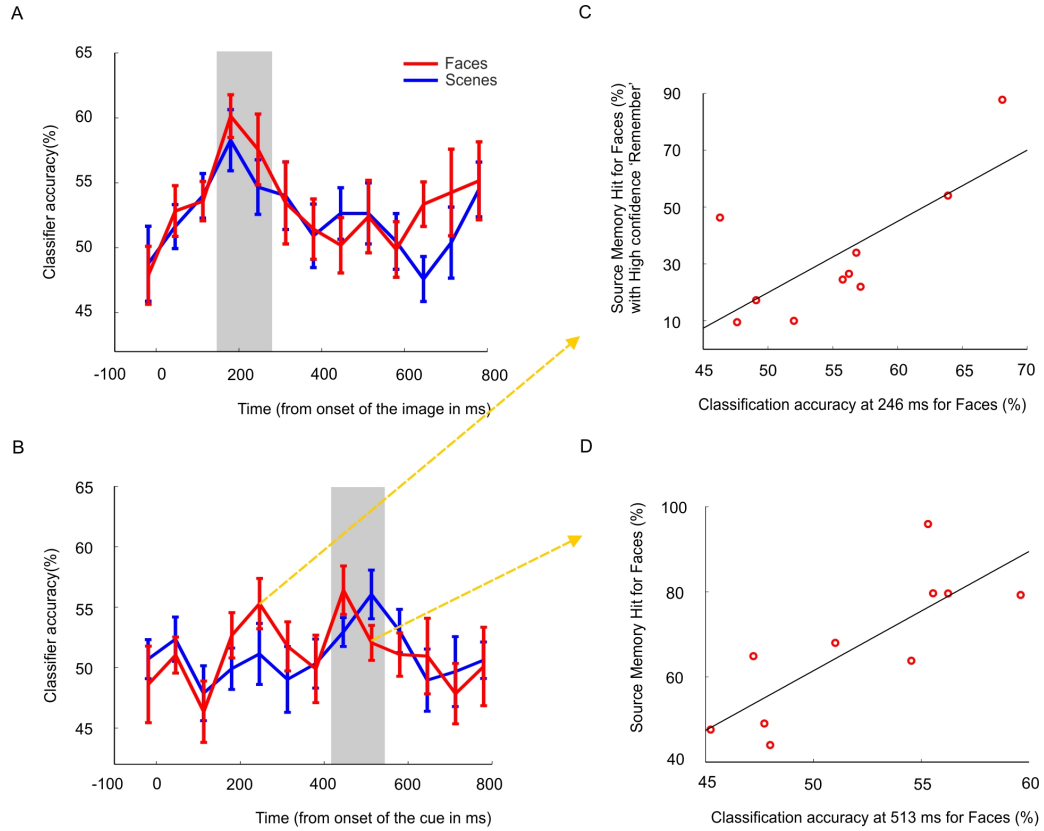 A
65
60
55
50
45
Classifier accuracy(%)
Faces
Scenes
-100 0 200 400 600 800
Time (from onset of the image in ms)
B
65
60
55
50
45
Classifier accuracy(%)
-100 0 200 400 600 800
Time (from onset of the cue in ms)
C
Source Memory Hit for Faces (%)
with High confidence 'Remember'
90
70
50
30
10
45 50 55 60 65 70
Classification accuracy at 246 ms for Faces (%)
D
Source Memory Hit for Faces (%)
100
80
60
40
45 50 55 60
Classification accuracy at 513 ms for Faces (%)